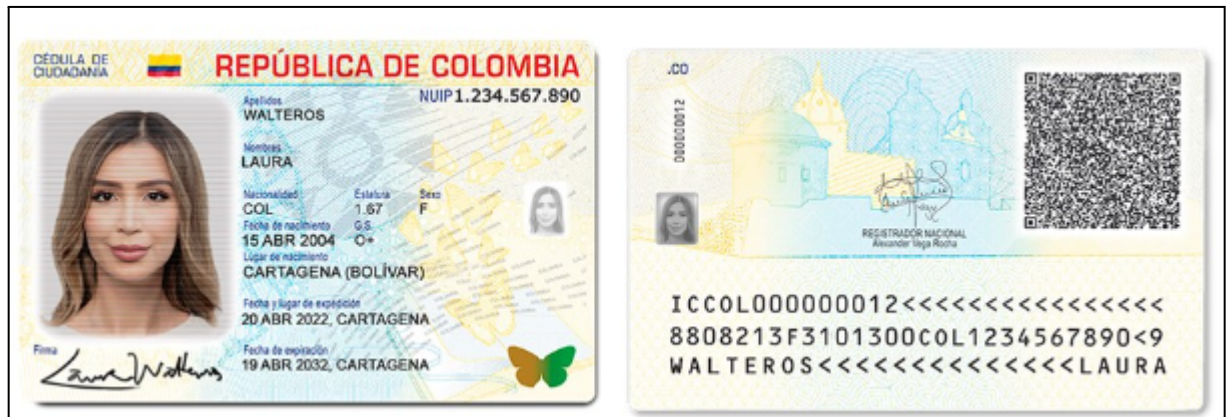 CÉDULA DE
CIUDADANÍA
REPÚBLICA DE COLOMBIA
NUIP 1.234.567.890
Apellidos
WALTEROS
Nombres
LAURA
Nacionalidad Estatura Sexo
COL 1.67 F
Fecha de nacimiento G.S.
15 ABR 2004 O+
Lugar de nacimiento
CARTAGENA (BOLÍVAR)
Fecha y lugar de expedición
20 ABR 2022, CARTAGENA
Fecha de expiración
19 ABR 2032, CARTAGENA
Firma
Laura Walteros
.CO
000000012
REGISTRADOR NACIONAL
Alexander Vega Rocha
ICCOL000000012<<<<<<<<<<<<<<<<
8808213F3101300COL1234567890<9
WALTEROS<<<<<<<<<<<<<<<<<LAURA